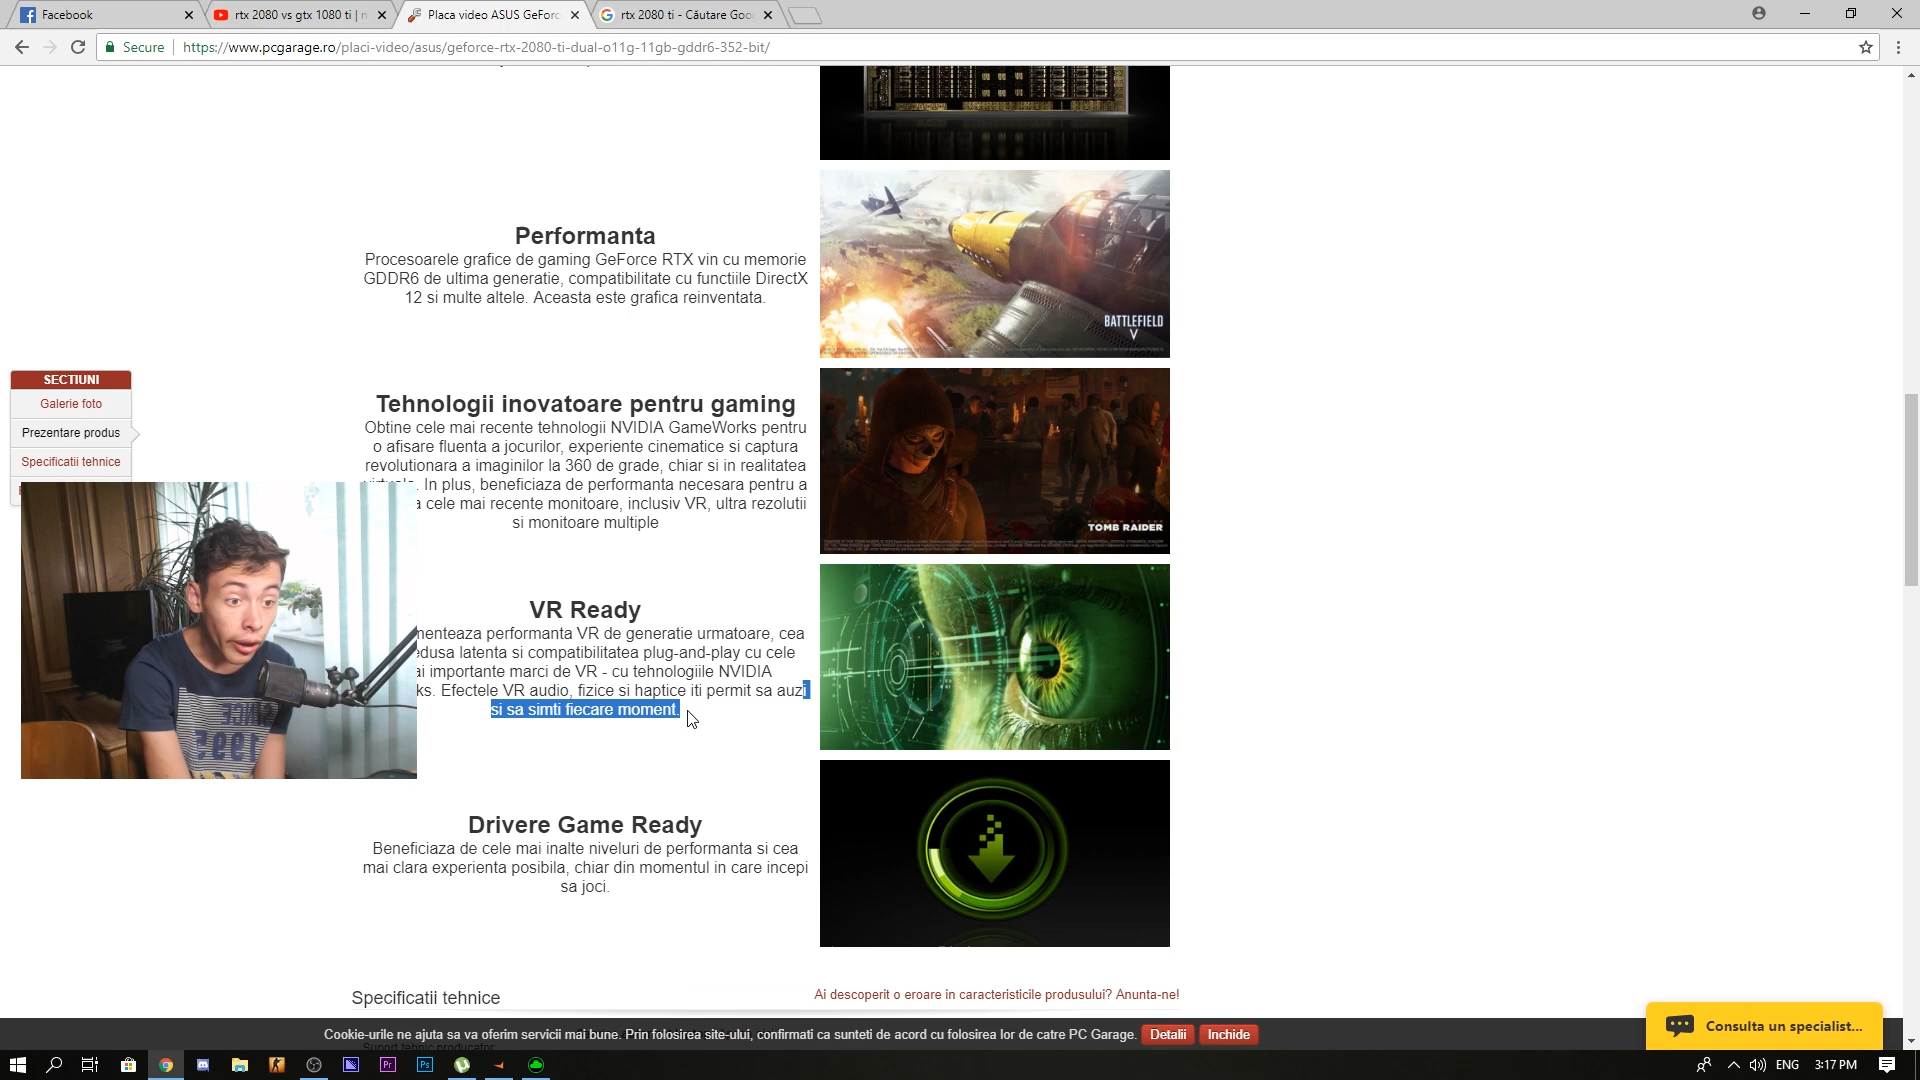 Facebook
rtx 2080 vs gtx 1080 ti |
Placa video ASUS GeForc
rtx 2080 ti - Căutare Goo
Secure
https://www.pcgarage.ro/placi-video/asus/geforce-rtx-2080-ti-dual-o11g-11gb-gddr6-352-bit/
Performanta
Procesoarele grafice de gaming GeForce RTX vin cu memorie
GDDR6 de ultima generatie, compatibilitate cu functiile DirectX
12 si multe altele. Aceasta este grafica reinventata.
BATTLEFIELD
V
SECTIUNI
Galerie foto
Prezentare produs
Specificatii tehnice
Tehnologii inovatoare pentru gaming
Obtine cele mai recente tehnologii NVIDIA GameWorks pentru
o afisare fluenta a jocurilor, experiente cinematice si captura
revolutionara a imaginilor la 360 de grade, chiar si in realitatea
. In plus, beneficiaza de performanta necesara pentru a
a cele mai recente monitoare, inclusiv VR, ultra rezolutii
si monitoare multiple
TOMB RAIDER
VR Ready
menteaza performanta VR de generatie urmatoare, cea
edusa latenta si compatibilitatea plug-and-play cu cele
ai importante marci de VR - cu tehnologiile NVIDIA
ks. Efectele VR audio, fizice si haptice iti permit sa auzi
si sa simti fiecare moment.
Drivere Game Ready
Beneficiaza de cele mai inalte niveluri de performanta si cea
mai clara experienta posibila, chiar din momentul in care incepi
sa joci.
Specificatii tehnice
Ai descoperit o eroare in caracteristicile produsului? Anunta-ne!
Cookie-urile ne ajuta sa va oferim servicii mai bune. Prin folosirea site-ului, confirmati ca sunteti de acord cu folosirea lor de catre PC Garage.
Detalii
Inchide
Consulta un specialist...
Suport tehnic producator
Pr
Ps
ENG
3:17 PM